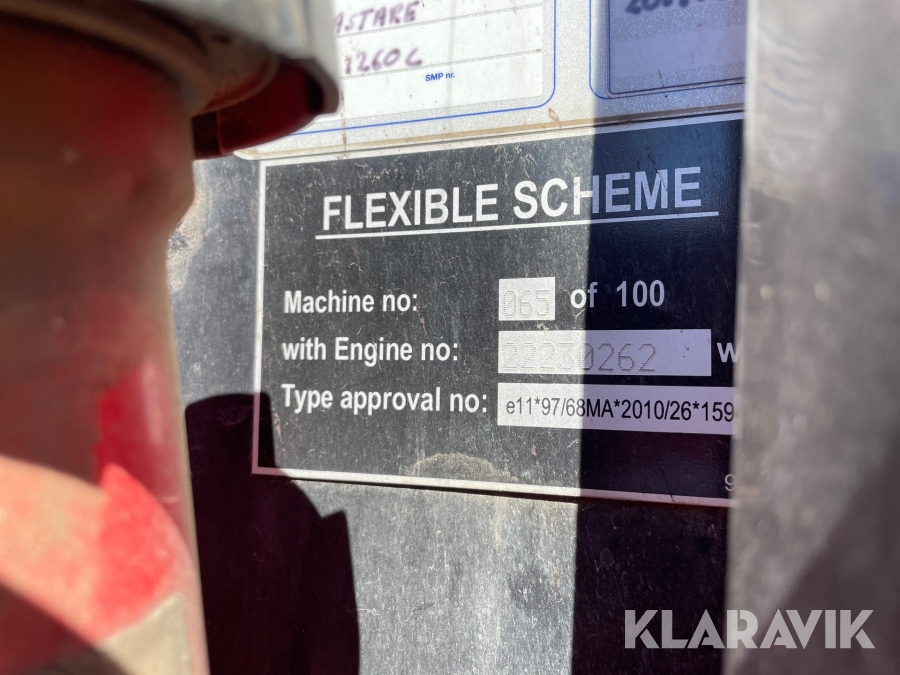 ASTARE
1260C
SMP nr.
FLEXIBLE SCHEME
Machine no: 065 of 100
with Engine no: 22230262 W
Type approval no: e11*97/68MA*2010/26*159
KLARAVIK